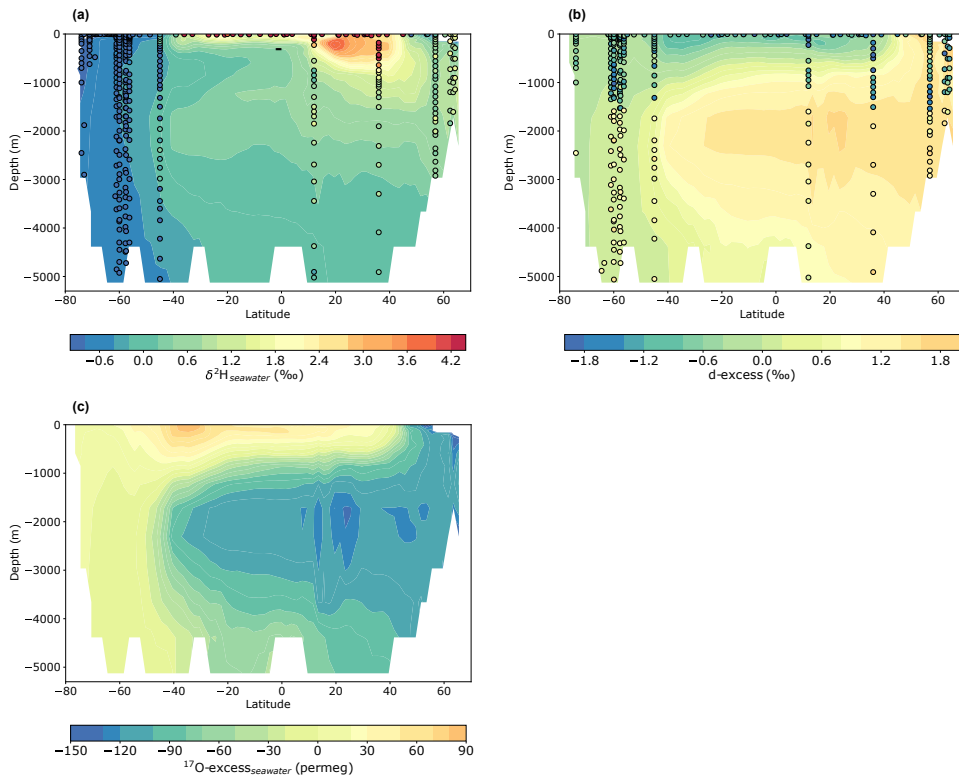 (a)
0
−1000
−2000
−3000
−4000
−5000
Depth (m)
−80 −60 −40 −20 0 20 40 60
Latitude
−0.6 0.0 0.6 1.2 1.8 2.4 3.0 3.6 4.2
δ²H seawater (‰)
(b)
0
−1000
−2000
−3000
−4000
−5000
Depth (m)
−80 −60 −40 −20 0 20 40 60
Latitude
−1.8 −1.2 −0.6 0.0 0.6 1.2 1.8
d-excess (‰)
(c)
0
−1000
−2000
−3000
−4000
−5000
Depth (m)
−80 −60 −40 −20 0 20 40 60
Latitude
−150 −120 −90 −60 −30 0 30 60 90
¹⁷O-excess seawater (permeg)